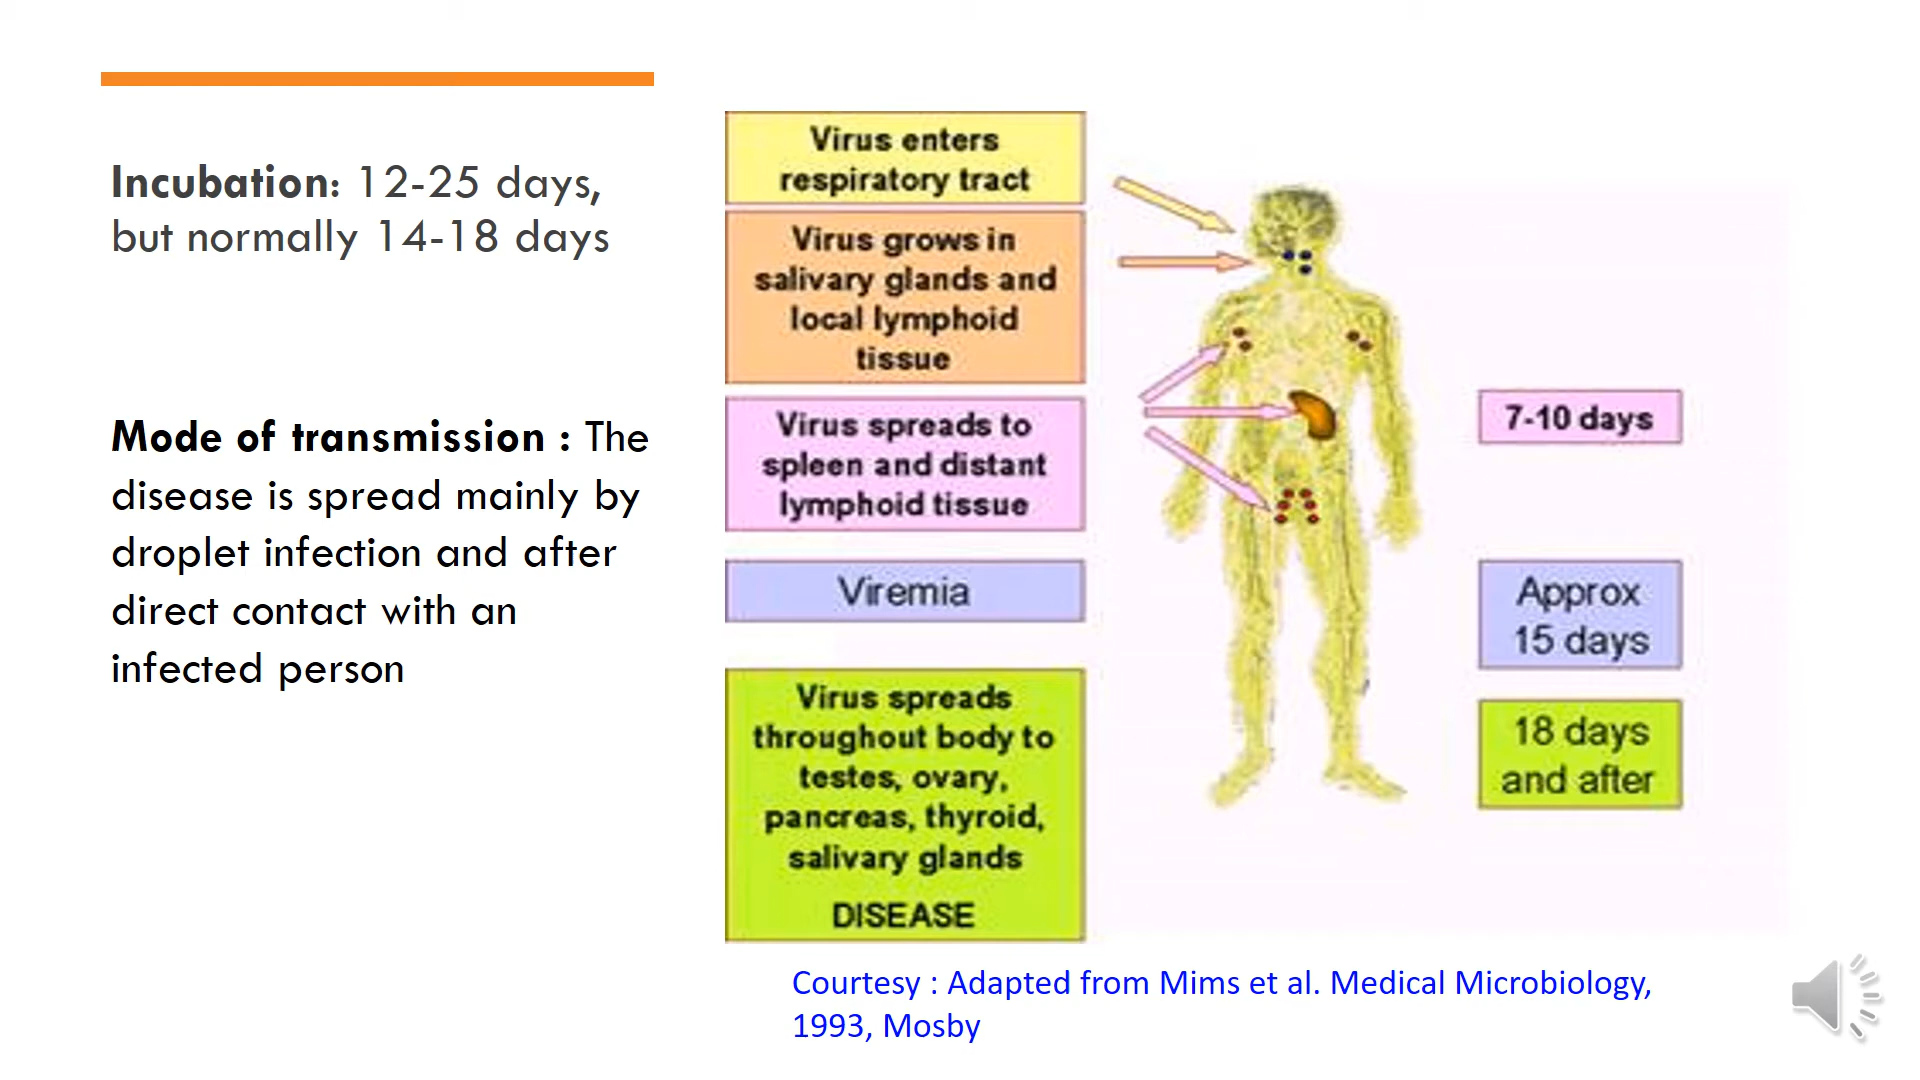 Incubation: 12-25 days,
but normally 14-18 days
Mode of transmission : The
disease is spread mainly by
droplet infection and after
direct contact with an
infected person
Virus enters
respiratory tract
Virus grows in
salivary glands and
local lymphoid
tissue
Virus spreads to
spleen and distant
lymphoid tissue
Viremia
Virus spreads
throughout body to
testes, ovary,
pancreas, thyroid,
salivary glands
DISEASE
7-10 days
Approx
15 days
18 days
and after
Courtesy : Adapted from Mims et al. Medical Microbiology,
1993, Mosby